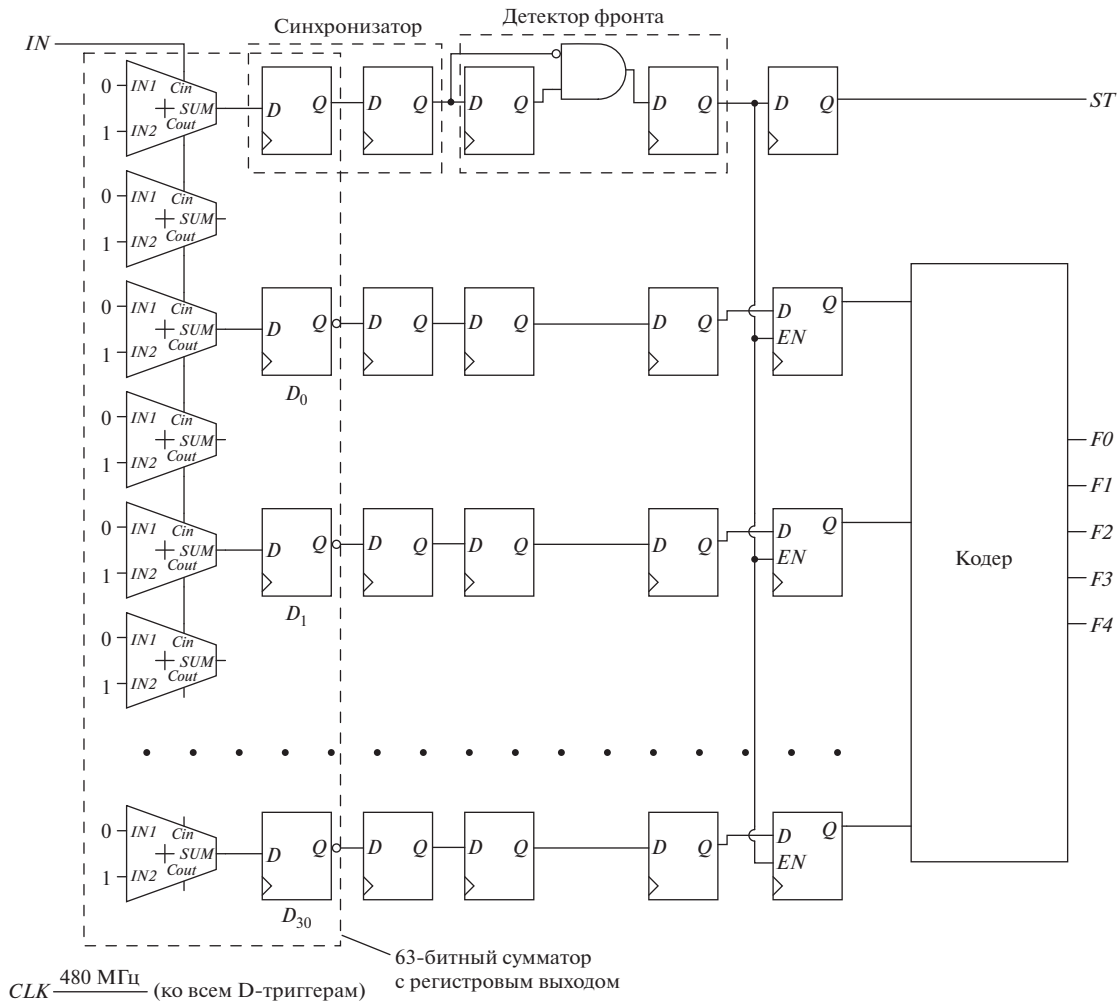 Синхронизатор
Детектор фронта
IN
0 IN1 Cin
+ SUM
1 IN2 Cout
D Q
D Q
D Q
D Q
D Q
ST
0 IN1 Cin
+ SUM
1 IN2 Cout
0 IN1 Cin
+ SUM
1 IN2 Cout
D Q
D Q
D Q
D Q
D Q
EN
D0
0 IN1 Cin
+ SUM
1 IN2 Cout
F0
F1
F2
F3
F4
Кодер
0 IN1 Cin
+ SUM
1 IN2 Cout
D Q
D Q
D Q
D Q
D Q
EN
D1
0 IN1 Cin
+ SUM
1 IN2 Cout
0 IN1 Cin
+ SUM
1 IN2 Cout
D Q
D Q
D Q
D Q
D Q
EN
D30
63-битный сумматор
с регистровым выходом
CLK 480 МГц (ко всем D-триггерам)